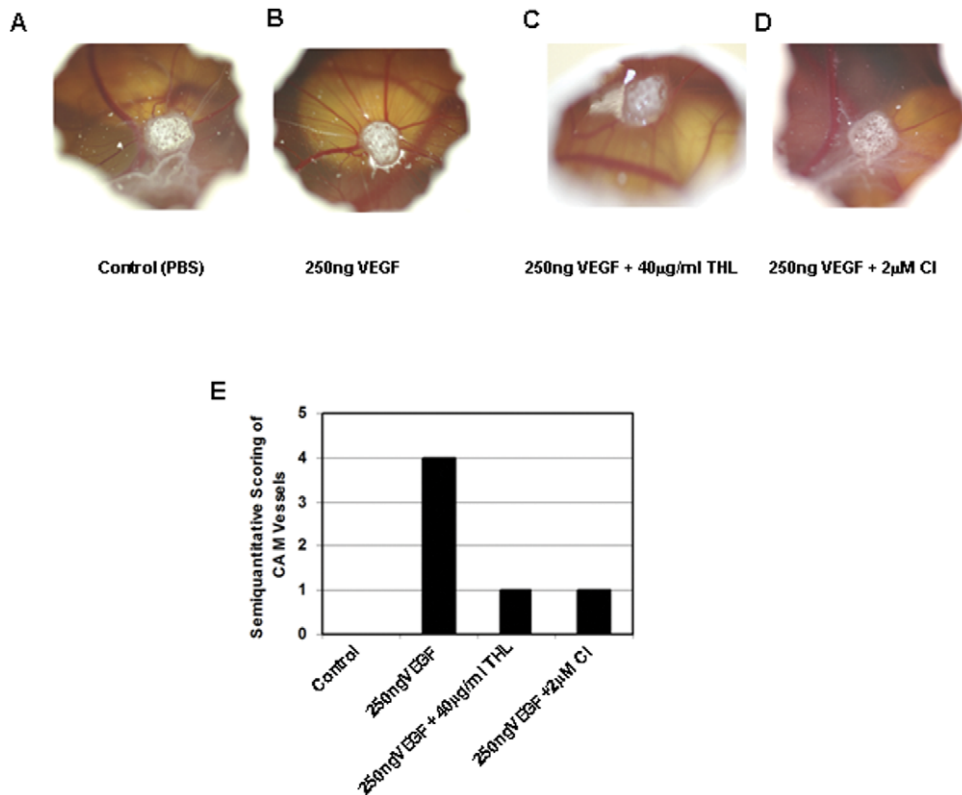 A
B
C
D
Control (PBS)
250ng VEGF
250ng VEGF + 40µg/ml THL
250ng VEGF + 2µM CI
E
Semiquantitative Scoring of
CAM Vessels
5
4
3
2
1
0
Control
250ngVEGF
250ngVEGF + 40µg/ml THL
250ngVEGF +2µM CI